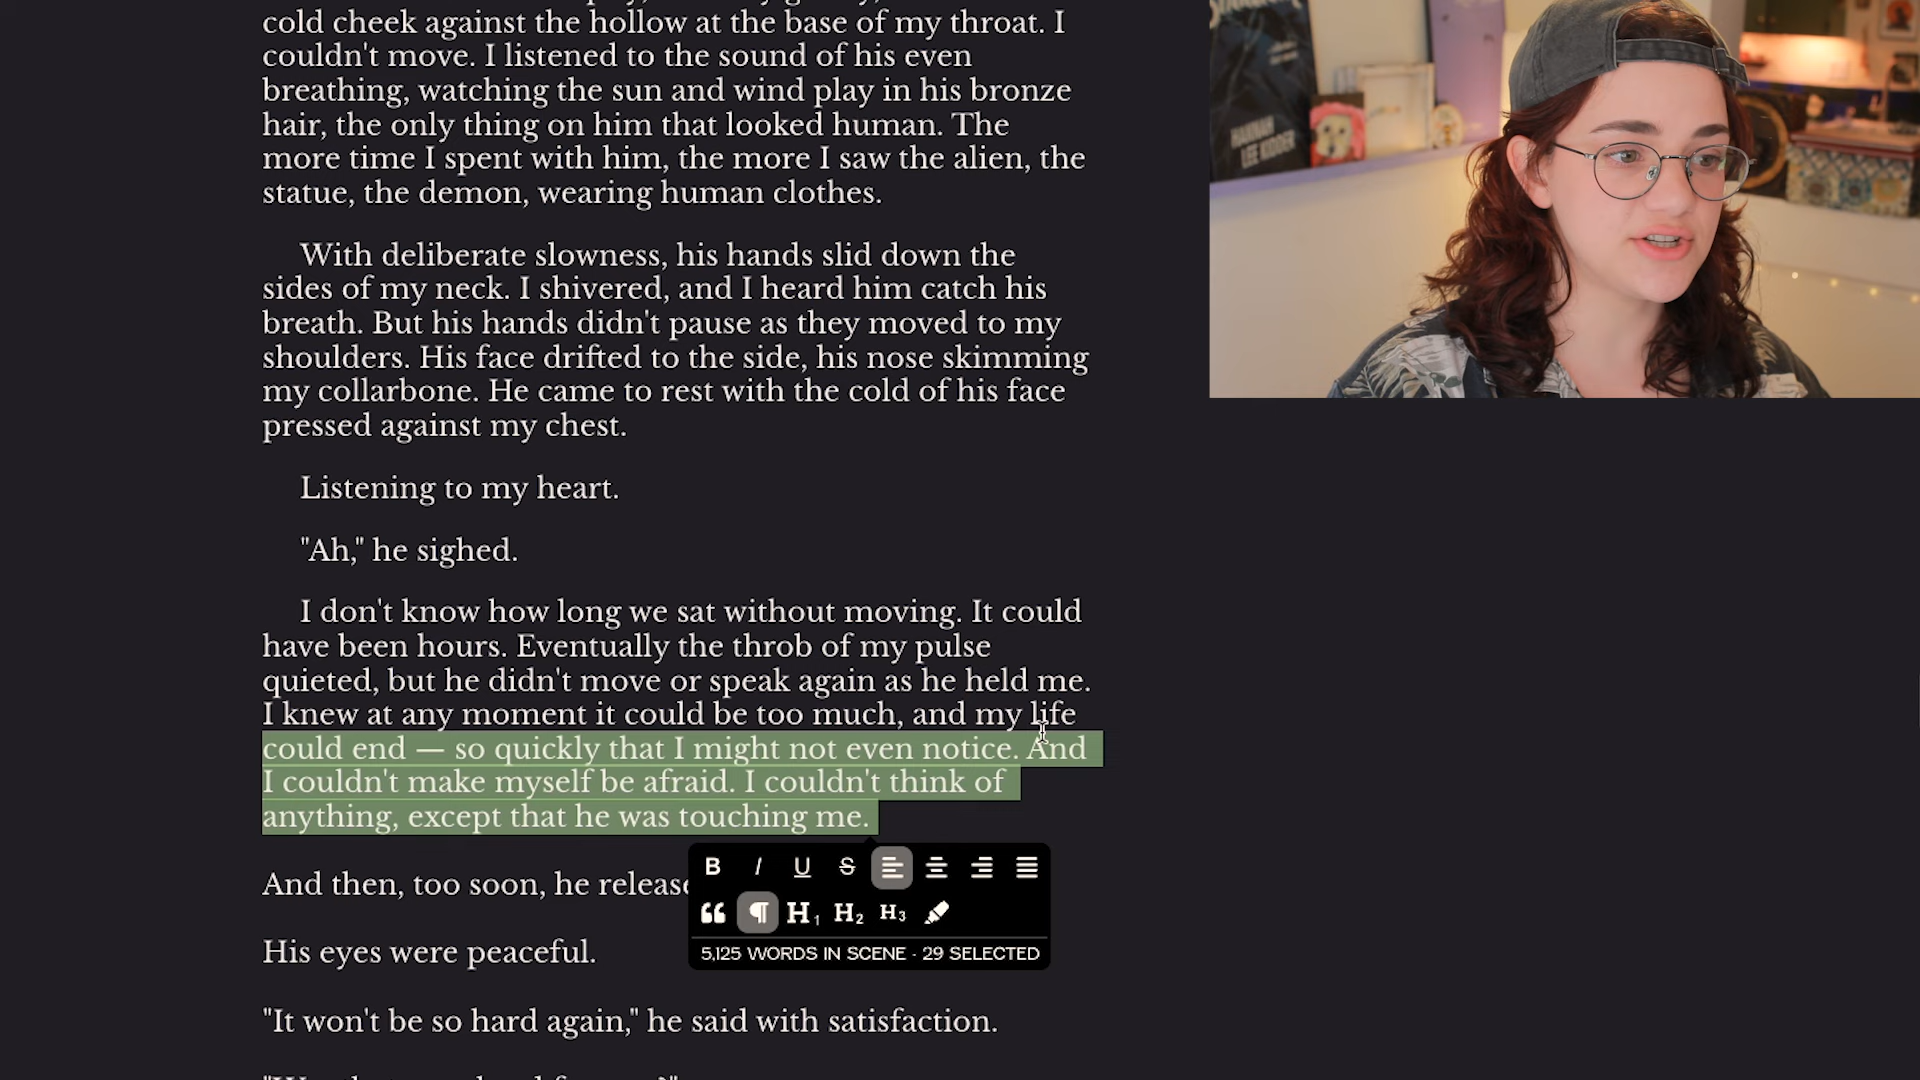 cold cheek against the hollow at the base of my throat. I
couldn't move. I listened to the sound of his even
breathing, watching the sun and wind play in his bronze
hair, the only thing on him that looked human. The
more time I spent with him, the more I saw the alien, the
statue, the demon, wearing human clothes.
With deliberate slowness, his hands slid down the
sides of my neck. I shivered, and I heard him catch his
breath. But his hands didn't pause as they moved to my
shoulders. His face drifted to the side, his nose skimming
my collarbone. He came to rest with the cold of his face
pressed against my chest.
Listening to my heart.
"Ah," he sighed.
I don't know how long we sat without moving. It could
have been hours. Eventually the throb of my pulse
quieted, but he didn't move or speak again as he held me.
I knew at any moment it could be too much, and my life
could end — so quickly that I might not even notice. And
I couldn't make myself be afraid. I couldn't think of
anything, except that he was touching me.
And then, too soon, he release
His eyes were peaceful.
"It won't be so hard again," he said with satisfaction.
B I U S
H1 H2 H3
5,125 WORDS IN SCENE · 29 SELECTED
HANNAH
LEE KIDDER